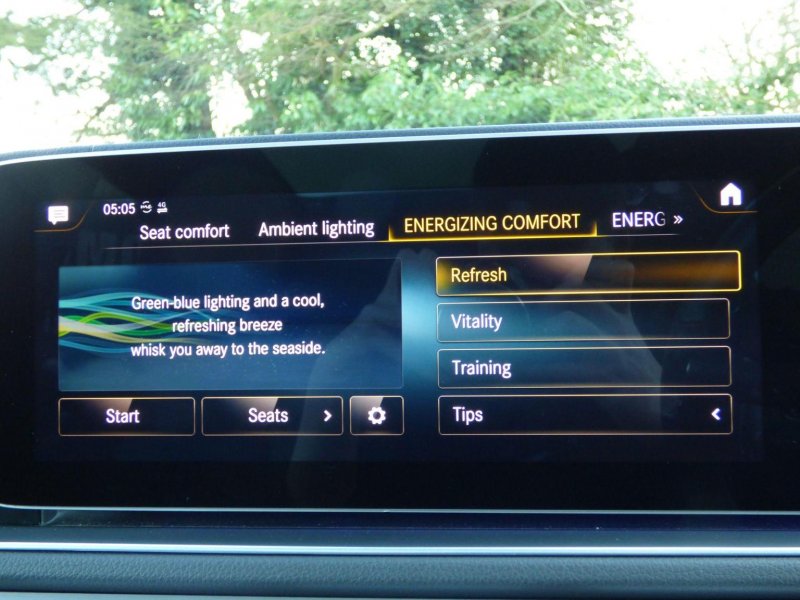 05:05 me 4G
Seat comfort Ambient lighting ENERGIZING COMFORT ENERG »
Green-blue lighting and a cool,
refreshing breeze
whisk you away to the seaside.
Start Seats
Refresh
Vitality
Training
Tips